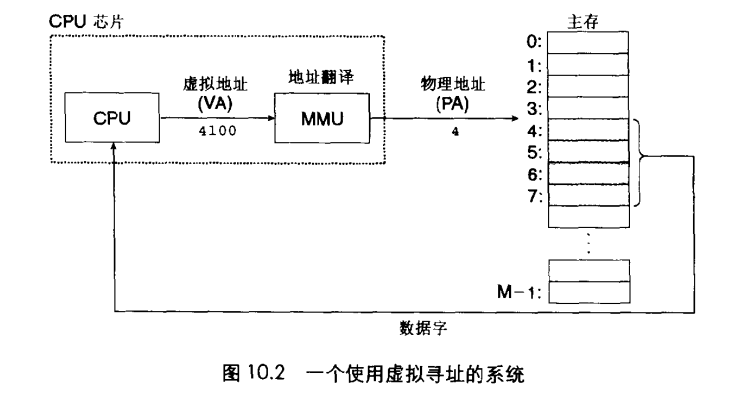 CPU 芯片
主存
虚拟地址
(VA)
4100
地址翻译
物理地址
(PA)
4
CPU
MMU
0:
1:
2:
3:
4:
5:
6:
7:
M-1:
数据字
图 10.2 一个使用虚拟寻址的系统